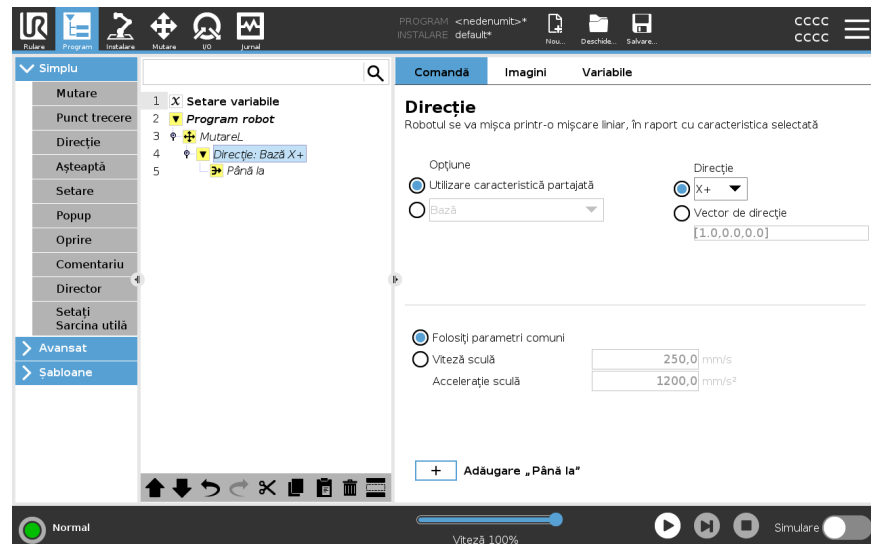 UR
PROGRAM <nedenumit>*
INSTALARE default*
CCCC
CCCC
Rulare Program Instalare Mutare I/O Jurnal Nou... Deschide... Salvare...
Simplu
Mutare
Punct trecere
Direcție
Așteaptă
Setare
Popup
Oprire
Comentariu
Director
Setați
Sarcina utilă
Avansat
Șabloane
1 X Setare variabile
2 Program robot
3 MutareL
4 Direcție: Bază X+
5 Până la
Comandă Imagini Variabile
Direcție
Robotul se va mișca printr-o mișcare liniar, în raport cu caracteristica selectată
Opțiune
Utilizare caracteristică partajată
Bază
Direcție
X+
Vector de direcție
[1.0,0.0,0.0]
Folosiți parametri comuni
Viteză sculă 250,0 mm/s
Accelerație sculă 1200,0 mm/s²
+ Adăugare „Până la”
Normal
Viteză 100%
Simulare